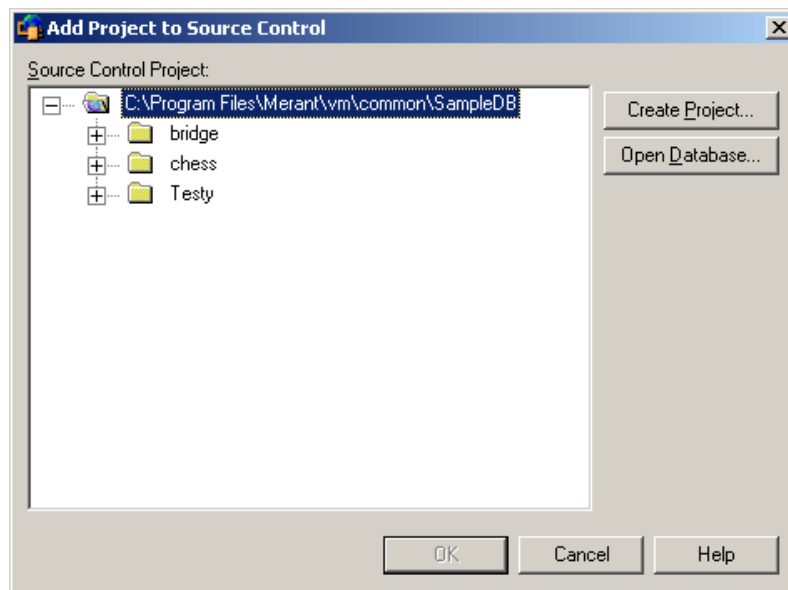 Add Project to Source Control
Source Control Project:
C:\Program Files\Merant\vm\common\SampleDB
bridge
chess
Testy
Create Project...
Open Database...
OK
Cancel
Help